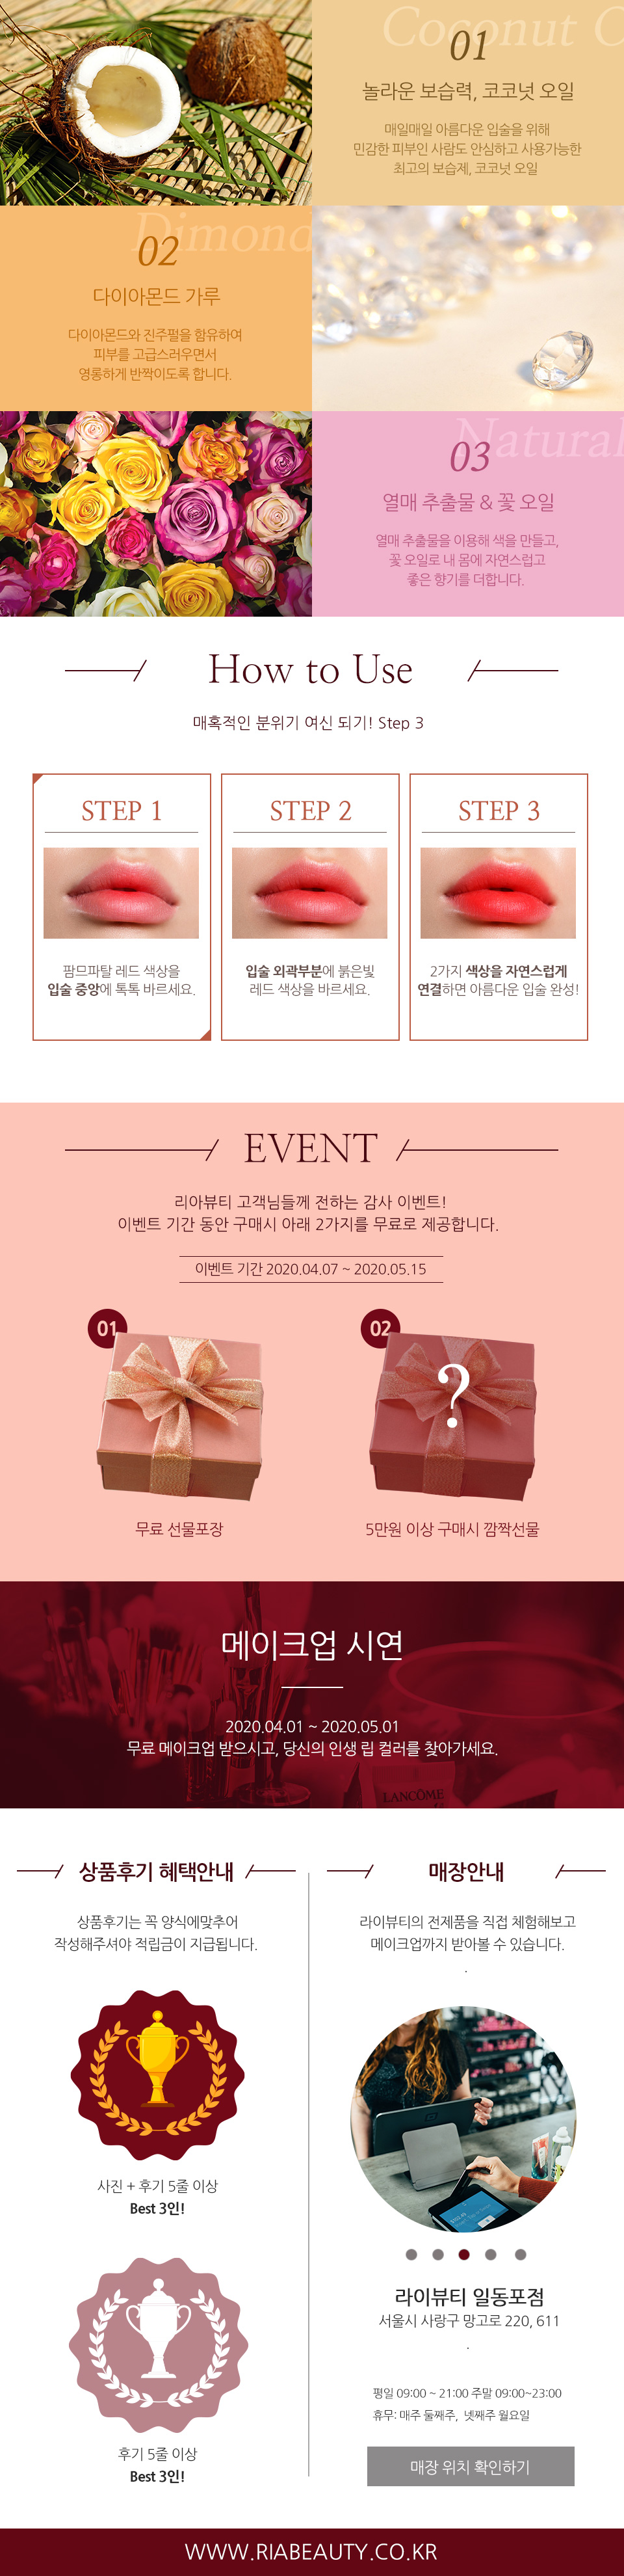 Coconut O
01
놀라운 보습력, 코코넛 오일
매일매일 아름다운 입술을 위해
민감한 피부인 사람도 안심하고 사용가능한
최고의 보습제, 코코넛 오일
Dimond
02
다이아몬드 가루
다이아몬드와 진주펄을 함유하여
피부를 고급스러우면서
영롱하게 반짝이도록 합니다.
Natural
03
열매 추출물 & 꽃 오일
열매 추출물을 이용해 색을 만들고,
꽃 오일로 내 몸에 자연스럽고
좋은 향기를 더합니다.
How to Use
매혹적인 분위기 여신 되기! Step 3
STEP 1
팜므파탈 레드 색상을
입술 중앙에 톡톡 바르세요.
STEP 2
입술 외곽부분에 붉은빛
레드 색상을 바르세요.
STEP 3
2가지 색상을 자연스럽게
연결하면 아름다운 입술 완성!
EVENT
리아뷰티 고객님들께 전하는 감사 이벤트!
이벤트 기간 동안 구매시 아래 2가지를 무료로 제공합니다.
이벤트 기간 2020.04.07 ~ 2020.05.15
01
무료 선물포장
02
?
5만원 이상 구매시 깜짝선물
메이크업 시연
2020.04.01 ~ 2020.05.01
무료 메이크업 받으시고, 당신의 인생 립 컬러를 찾아가세요.
LANCÔME
상품후기 혜택안내
상품후기는 꼭 양식에맞추어
작성해주셔야 적립금이 지급됩니다.
사진 + 후기 5줄 이상
Best 3인!
후기 5줄 이상
Best 3인!
매장안내
라이뷰티의 전제품을 직접 체험해보고
메이크업까지 받아볼 수 있습니다.
.
라이뷰티 일동포점
서울시 사랑구 망고로 220, 611
.
평일 09:00 ~ 21:00 주말 09:00~23:00
휴무: 매주 둘째주, 넷째주 월요일
매장 위치 확인하기
WWW.RIABEAUTY.CO.KR